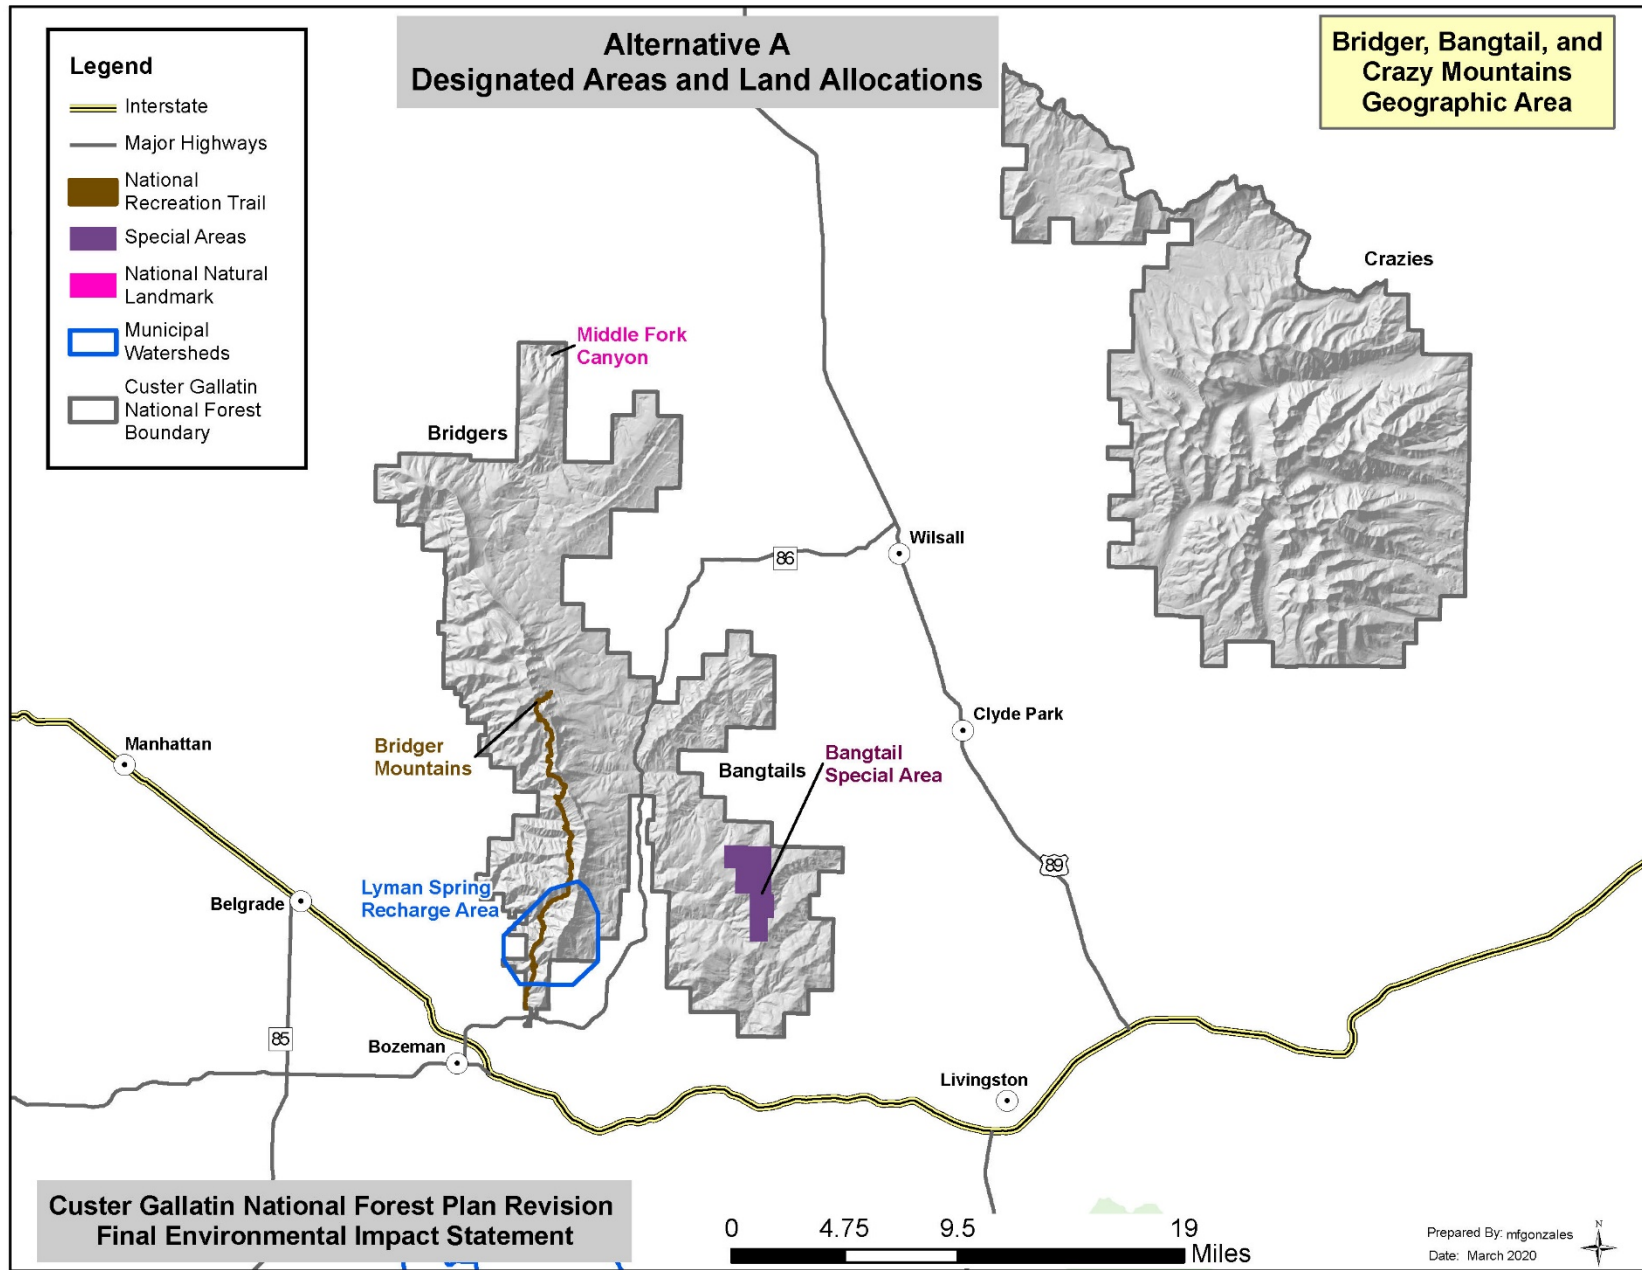 Alternative A
Designated Areas and Land Allocations
Bridger, Bangtail, and
Crazy Mountains
Geographic Area
Legend
Interstate
Major Highways
National
Recreation Trail
Special Areas
National Natural
Landmark
Municipal
Watersheds
Custer Gallatin
National Forest
Boundary
Crazies
Middle Fork
Canyon
Bridgers
Wilsall
86
Clyde Park
Manhattan
Bridger
Mountains
Bangtails
Bangtail
Special Area
89
Lyman Spring
Recharge Area
Belgrade
85
Bozeman
Livingston
Custer Gallatin National Forest Plan Revision
Final Environmental Impact Statement
0 4.75 9.5 19
Miles
Prepared By: mfgonzales
Date: March 2020
N